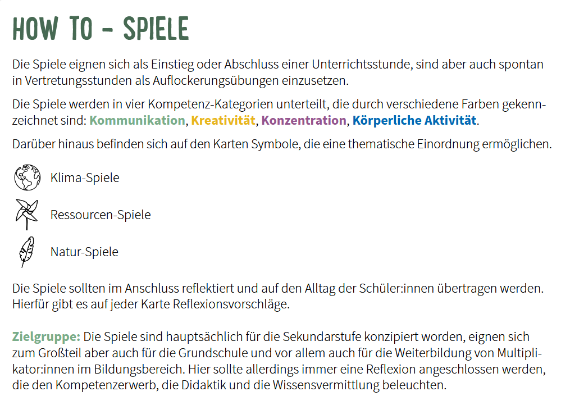 HOW TO – SPIELE
Die Spiele eignen sich als Einstieg oder Abschluss einer Unterrichtsstunde, sind aber auch spontan
in Vertretungsstunden als Auflockerungsübungen einzusetzen.
Die Spiele werden in vier Kompetenz-Kategorien unterteilt, die durch verschiedene Farben gekenn-
zeichnet sind: Kommunikation, Kreativität, Konzentration, Körperliche Aktivität.
Darüber hinaus befinden sich auf den Karten Symbole, die eine thematische Einordnung ermöglichen.
Klima-Spiele
Ressourcen-Spiele
Natur-Spiele
Die Spiele sollten im Anschluss reflektiert und auf den Alltag der Schüler:innen übertragen werden.
Hierfür gibt es auf jeder Karte Reflexionsvorschläge.
Zielgruppe: Die Spiele sind hauptsächlich für die Sekundarstufe konzipiert worden, eignen sich
zum Großteil aber auch für die Grundschule und vor allem auch für die Weiterbildung von Multipli-
kator:innen im Bildungsbereich. Hier sollte allerdings immer eine Reflexion angeschlossen werden,
die den Kompetenzerwerb, die Didaktik und die Wissensvermittlung beleuchten.